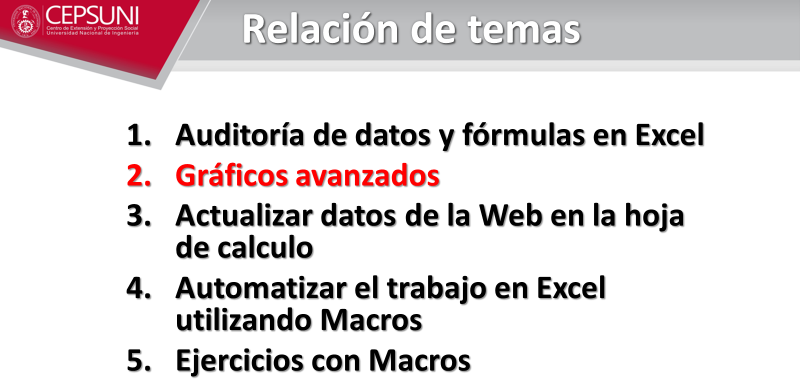 CEPSUNI
Centro de Extensión y Proyección Social
Universidad Nacional de Ingeniería
Relación de temas
1. Auditoría de datos y fórmulas en Excel
2. Gráficos avanzados
3. Actualizar datos de la Web en la hoja
de calculo
4. Automatizar el trabajo en Excel
utilizando Macros
5. Ejercicios con Macros